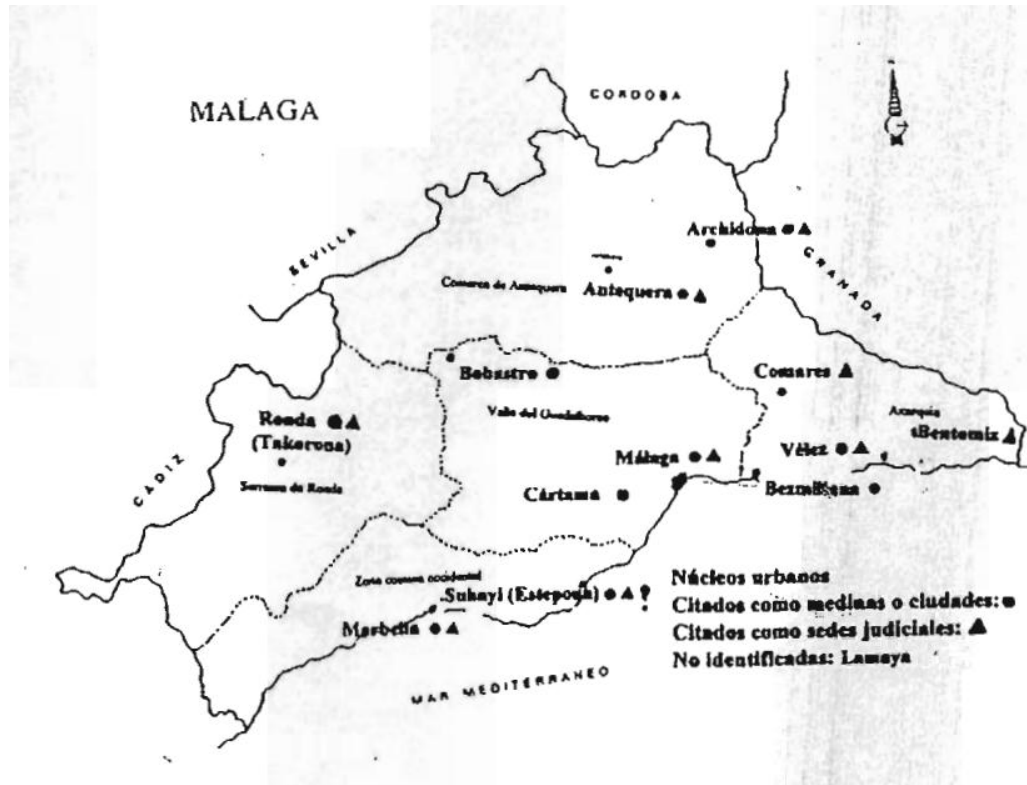 MALAGA
CORDOBA
SEVILLA
GRANADA
CADIZ
Archidona
Comarca de Antequera
Antequera
Bobastro
Comares
Valle del Guadalhorce
Ronda
(Takorona)
Serranía de Ronda
Axarquía
Bentomiz
Málaga
Vélez
Cártama
Bezmiliana
Zona costera occidental
Suhayl (Estepona) ?
Marbella
MAR MEDITERRANEO
Núcleos urbanos
Citados como medinas o ciudades:
Citados como sedes judiciales:
No identificadas: Lamaya